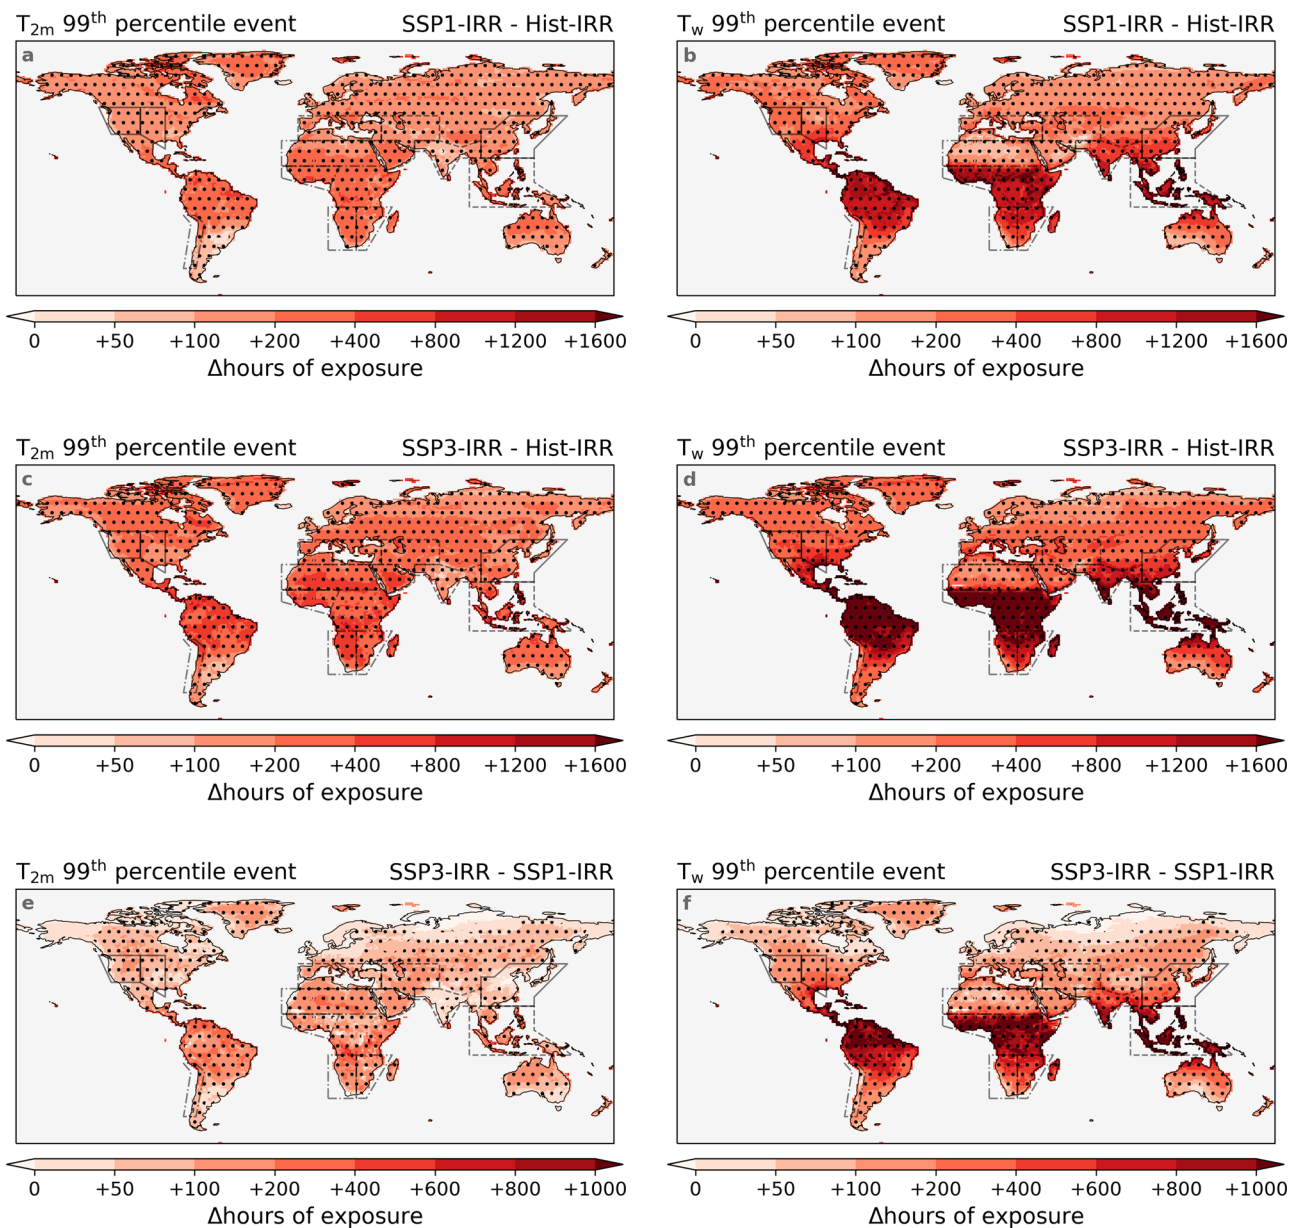 T2m 99th percentile event SSP1-IRR - Hist-IRR
a
0 +50 +100 +200 +400 +800 +1200 +1600
Δhours of exposure
Tw 99th percentile event SSP1-IRR - Hist-IRR
b
0 +50 +100 +200 +400 +800 +1200 +1600
Δhours of exposure
T2m 99th percentile event SSP3-IRR - Hist-IRR
c
0 +50 +100 +200 +400 +800 +1200 +1600
Δhours of exposure
Tw 99th percentile event SSP3-IRR - Hist-IRR
d
0 +50 +100 +200 +400 +800 +1200 +1600
Δhours of exposure
T2m 99th percentile event SSP3-IRR - SSP1-IRR
e
0 +50 +100 +200 +400 +600 +800 +1000
Δhours of exposure
Tw 99th percentile event SSP3-IRR - SSP1-IRR
f
0 +50 +100 +200 +400 +600 +800 +1000
Δhours of exposure